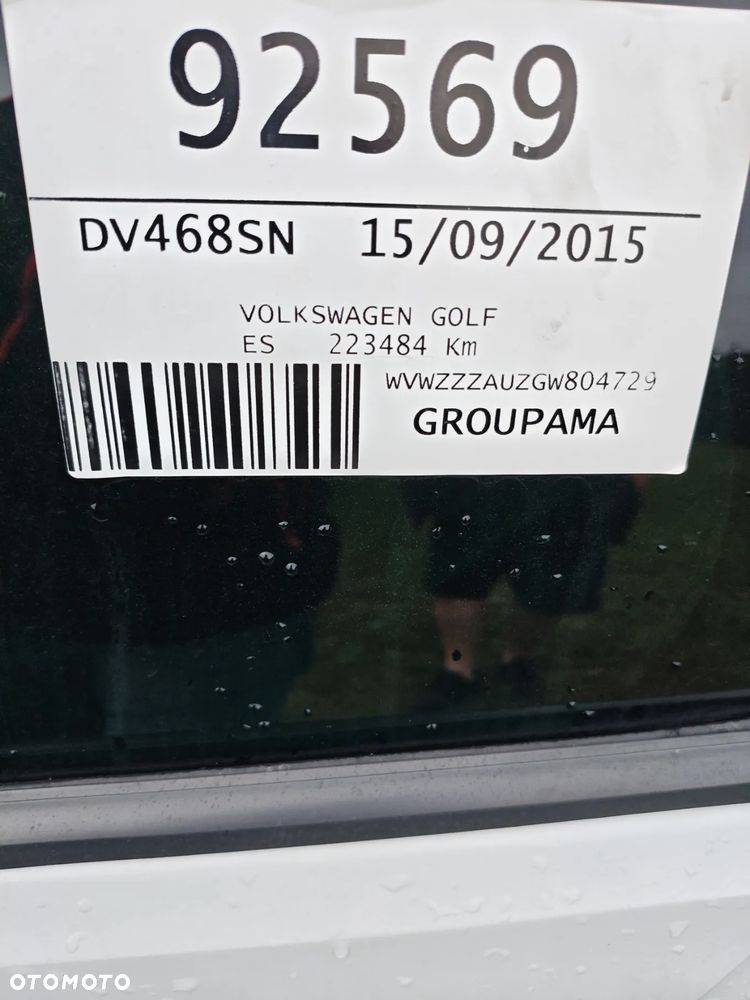 92569
DV468SN 15/09/2015
VOLKSWAGEN GOLF
ES 223484 Km
WVWZZZAUZGW804729
GROUPAMA
OTOMOTO